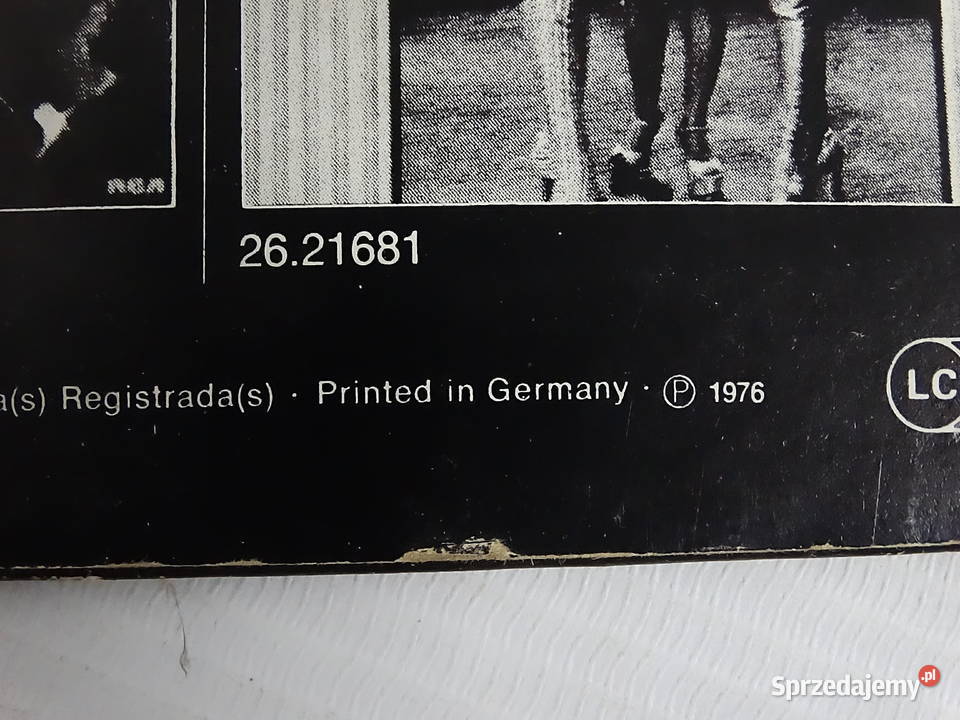 RCA
26.21681
a(s) Registrada(s) · Printed in Germany · Ⓟ 1976
LC
Sprzedajemy.pl